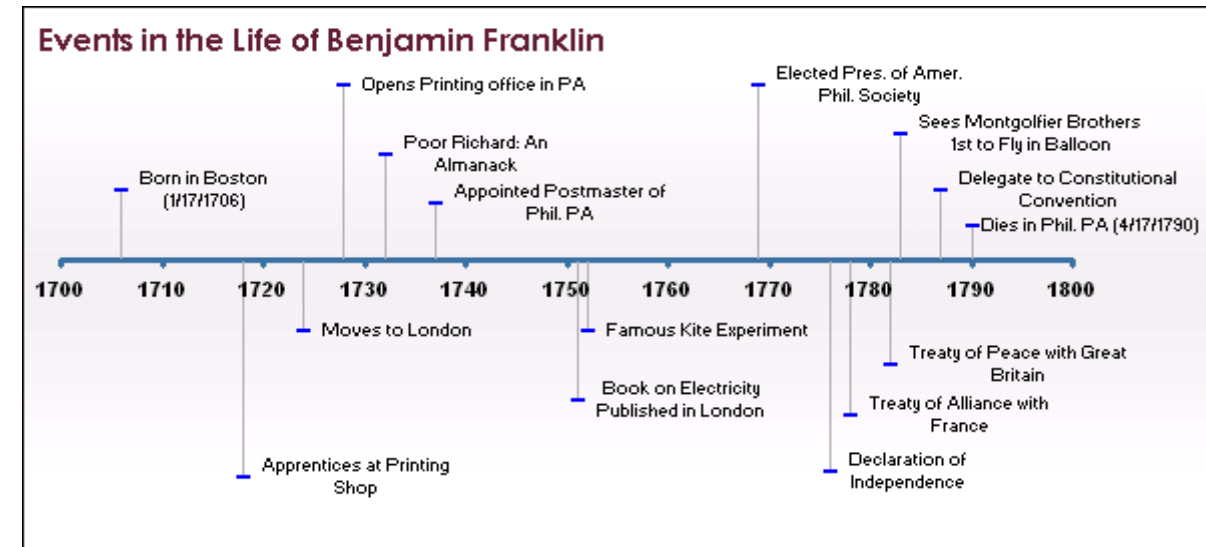 Events in the Life of Benjamin Franklin
Elected Pres. of Amer.
Phil. Society
Opens Printing office in PA
Sees Montgolfier Brothers
1st to Fly in Balloon
Poor Richard: An
Almanack
Born in Boston
(1/17/1706)
Appointed Postmaster of
Phil. PA
Delegate to Constitutional
Convention
Dies in Phil. PA (4/17/1790)
1700 1710 1720 1730 1740 1750 1760 1770 1780 1790 1800
Moves to London
Famous Kite Experiment
Treaty of Peace with Great
Britain
Book on Electricity
Published in London
Treaty of Alliance with
France
Apprentices at Printing
Shop
Declaration of
Independence